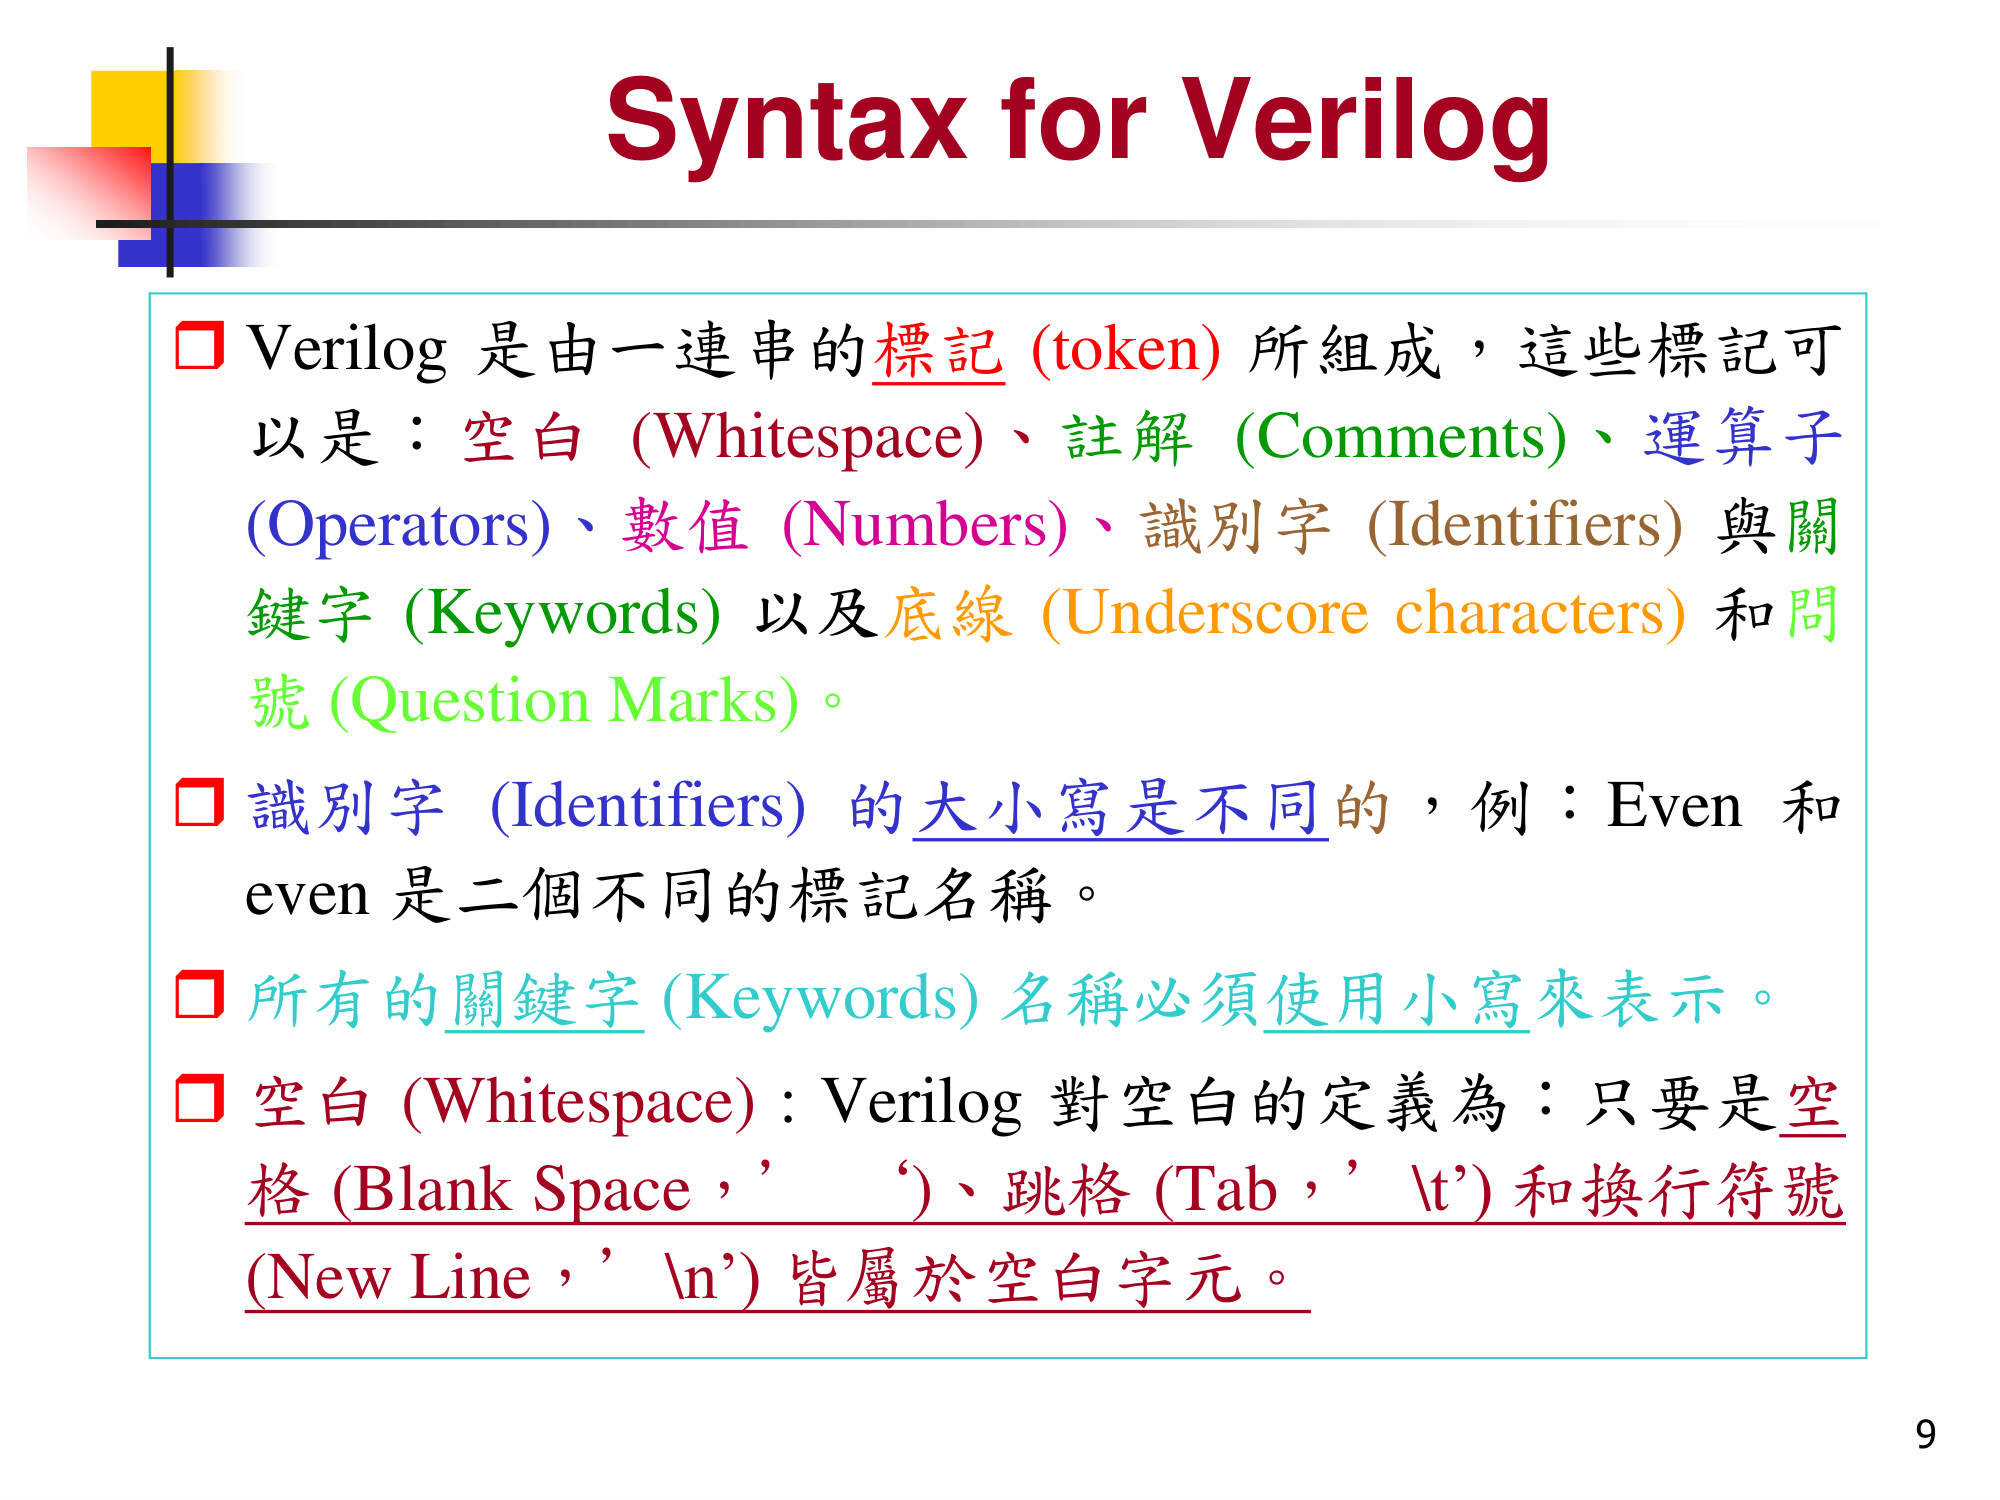 Syntax for Verilog
Verilog 是由一連串的標記 (token) 所組成，這些標記可
以是：空白 (Whitespace)、註解 (Comments)、運算子
(Operators)、數值 (Numbers)、識別字 (Identifiers) 與關
鍵字 (Keywords) 以及底線 (Underscore characters) 和問
號 (Question Marks)。
識別字 (Identifiers) 的大小寫是不同的，例：Even 和
even 是二個不同的標記名稱。
所有的關鍵字 (Keywords) 名稱必須使用小寫來表示。
空白 (Whitespace) : Verilog 對空白的定義為：只要是空
格 (Blank Space，’ ‘)、跳格 (Tab，’ \t’) 和換行符號
(New Line，’ \n’) 皆屬於空白字元。
9